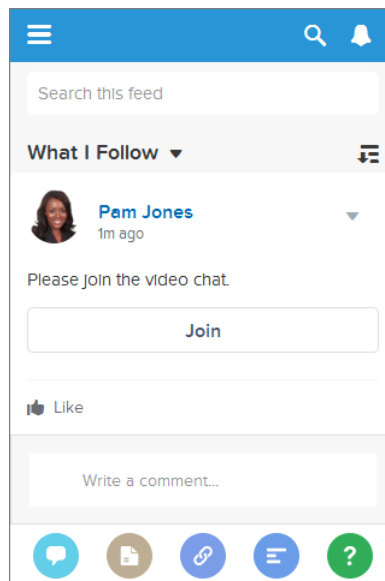 Search this feed
What I Follow
Pam Jones
1m ago
Please join the video chat.
Join
Like
Write a comment...
?